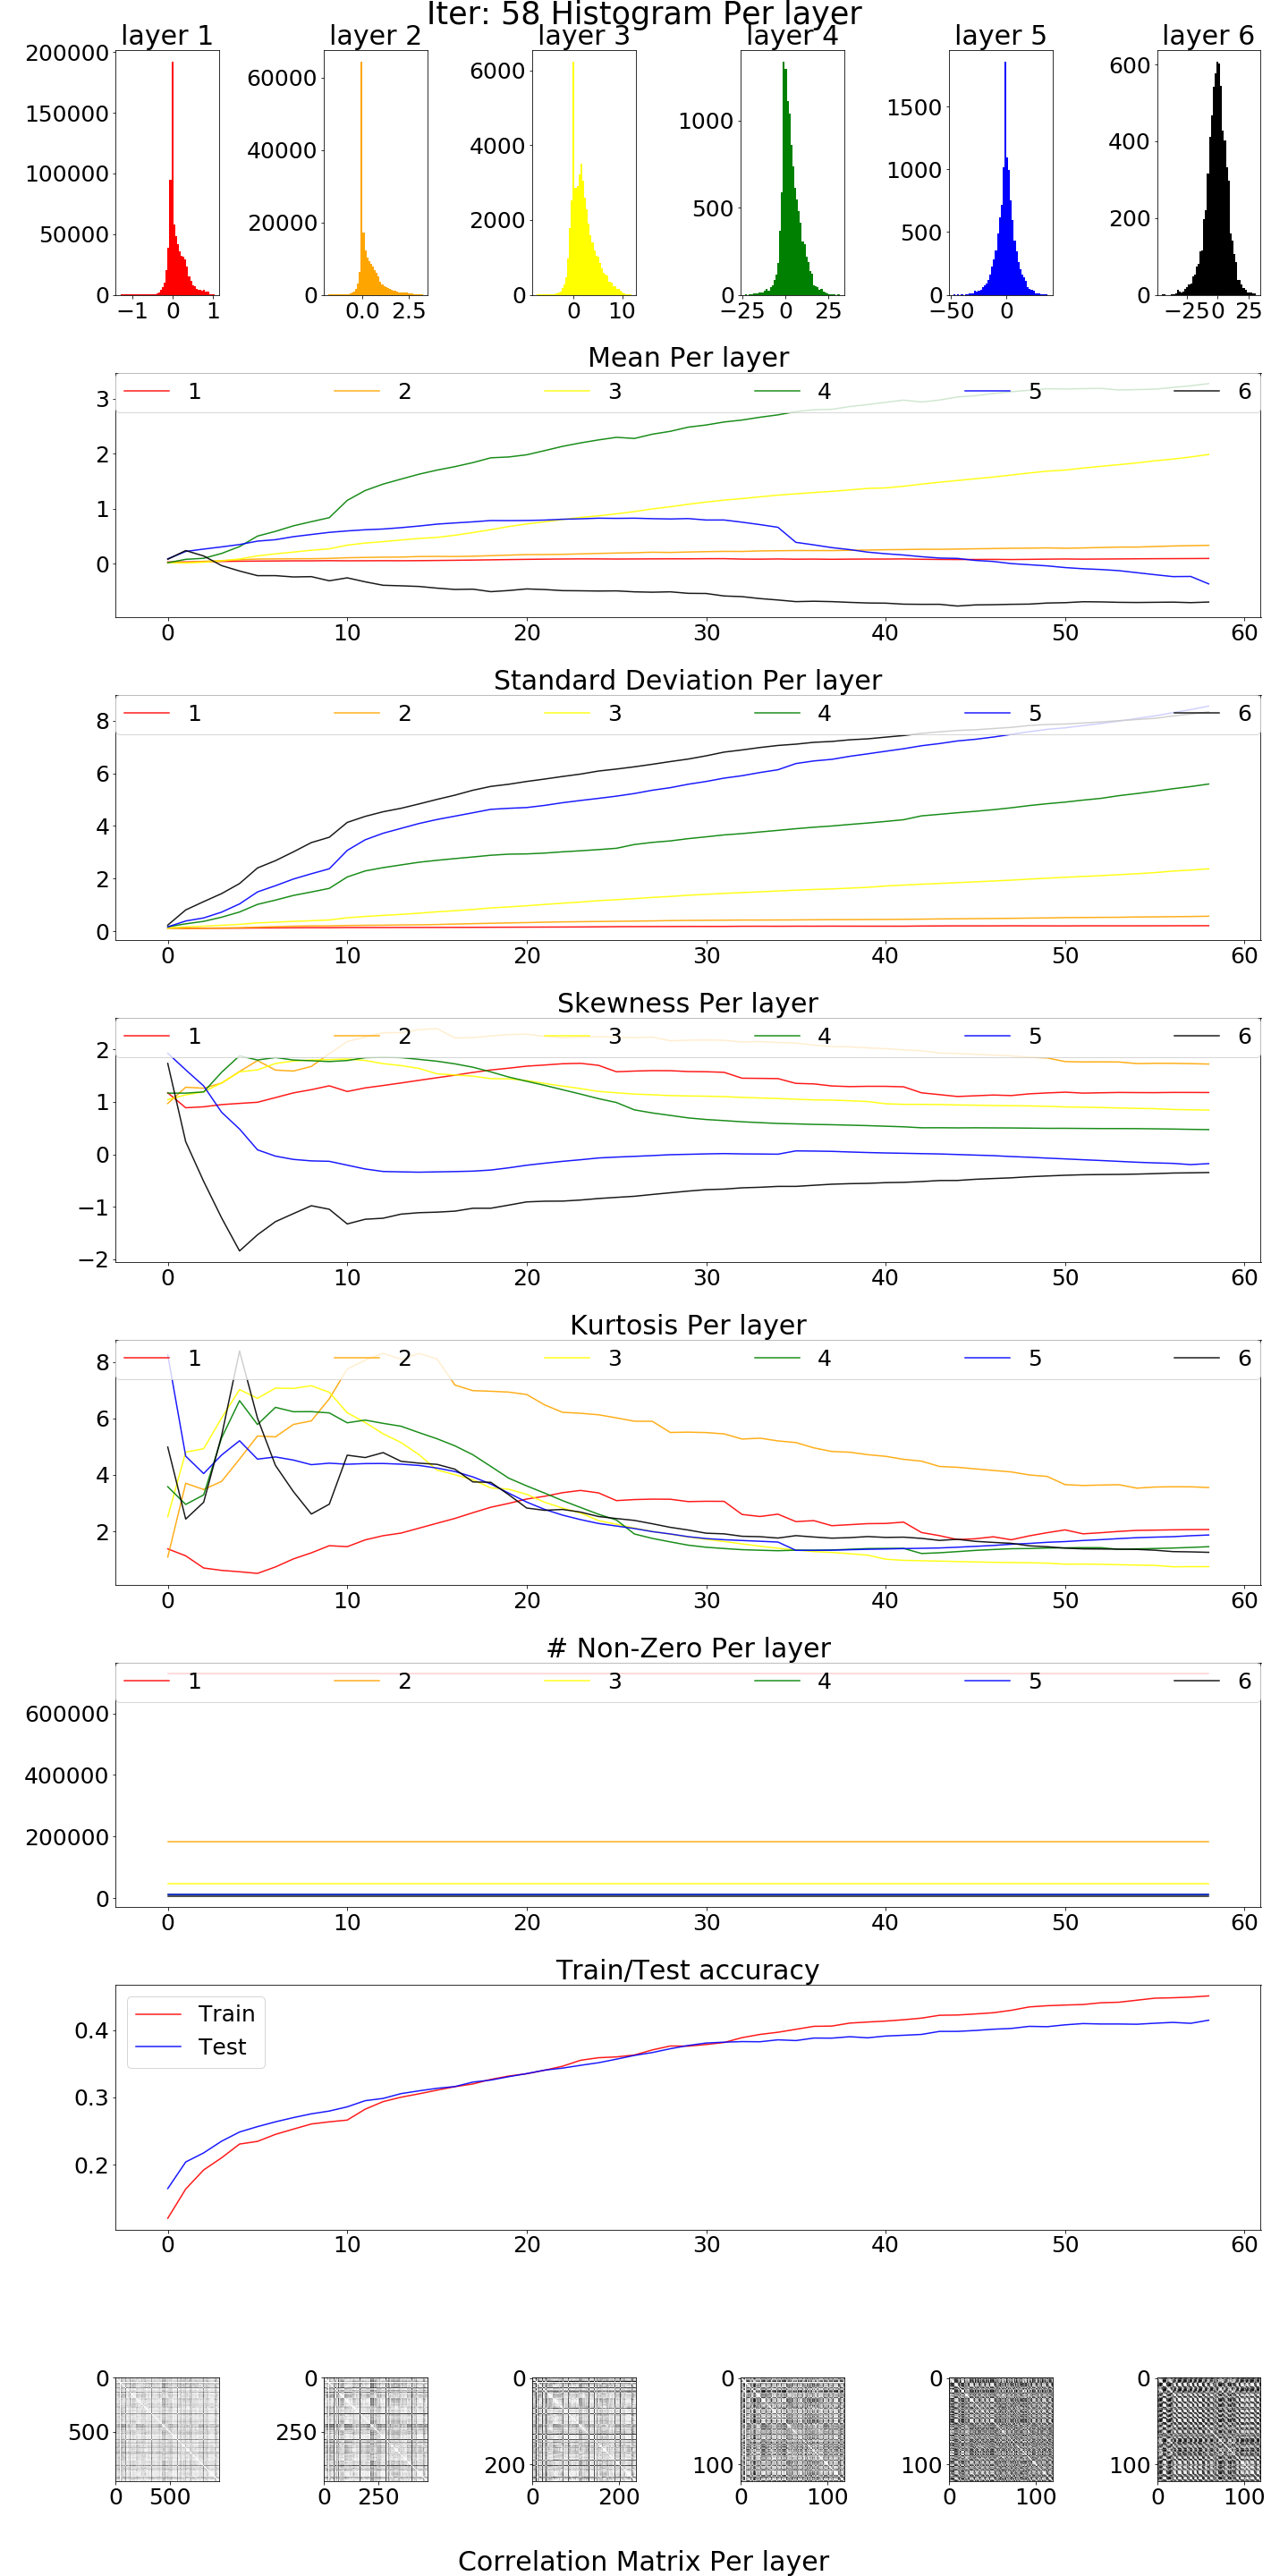 Iter: 58 Histogram Per layer
layer 1 layer 2 layer 3 layer 4 layer 5 layer 6
200000
150000
100000
50000
0
−1 0 1
60000
40000
20000
0
0.0 2.5
6000
4000
2000
0
0 10
1000
500
0
−25 0 25
1500
1000
500
0
−50 0
600
400
200
0
−25 0 25
Mean Per layer
1 2 3 4 5 6
3
2
1
0
0 10 20 30 40 50 60
Standard Deviation Per layer
1 2 3 4 5 6
8
6
4
2
0
0 10 20 30 40 50 60
Skewness Per layer
1 2 3 4 5 6
2
1
0
−1
−2
0 10 20 30 40 50 60
Kurtosis Per layer
1 2 3 4 5 6
8
6
4
2
0 10 20 30 40 50 60
# Non-Zero Per layer
1 2 3 4 5 6
600000
400000
200000
0
0 10 20 30 40 50 60
Train/Test accuracy
Train
Test
0.4
0.3
0.2
0 10 20 30 40 50 60
0
500
0 500
0
250
0 250
0
200
0 200
0
100
0 100
0
100
0 100
0
100
0 100
Correlation Matrix Per layer